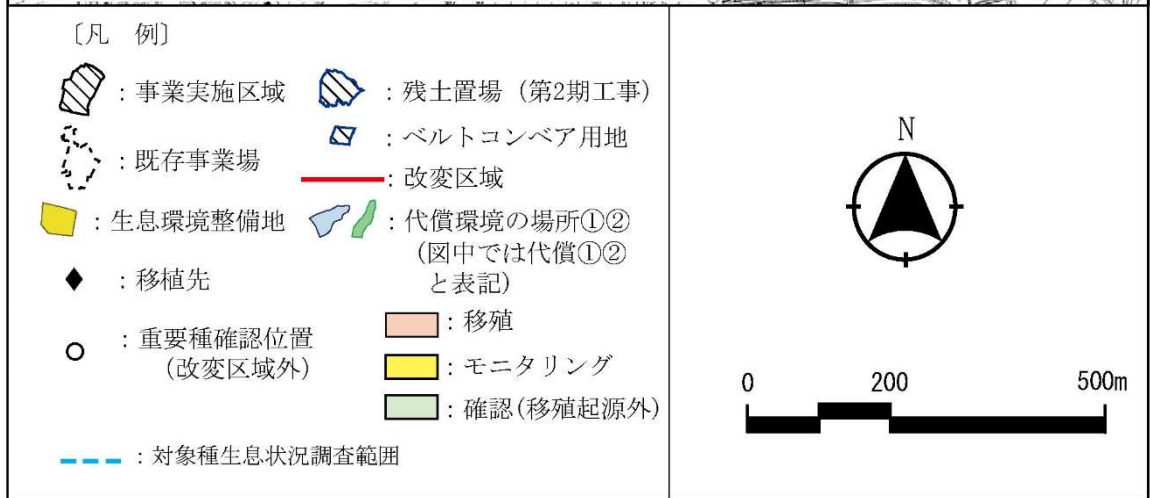 〔凡　例〕
：事業実施区域
：残土置場（第2期工事）
：ベルトコンベア用地
：既存事業場
：改変区域
：生息環境整備地
：代償環境の場所①②
（図中では代償①②
と表記）
：移植先
：移殖
：重要種確認位置
（改変区域外）
：モニタリング
：確認(移殖起源外)
：対象種生息状況調査範囲
N
0 200 500m